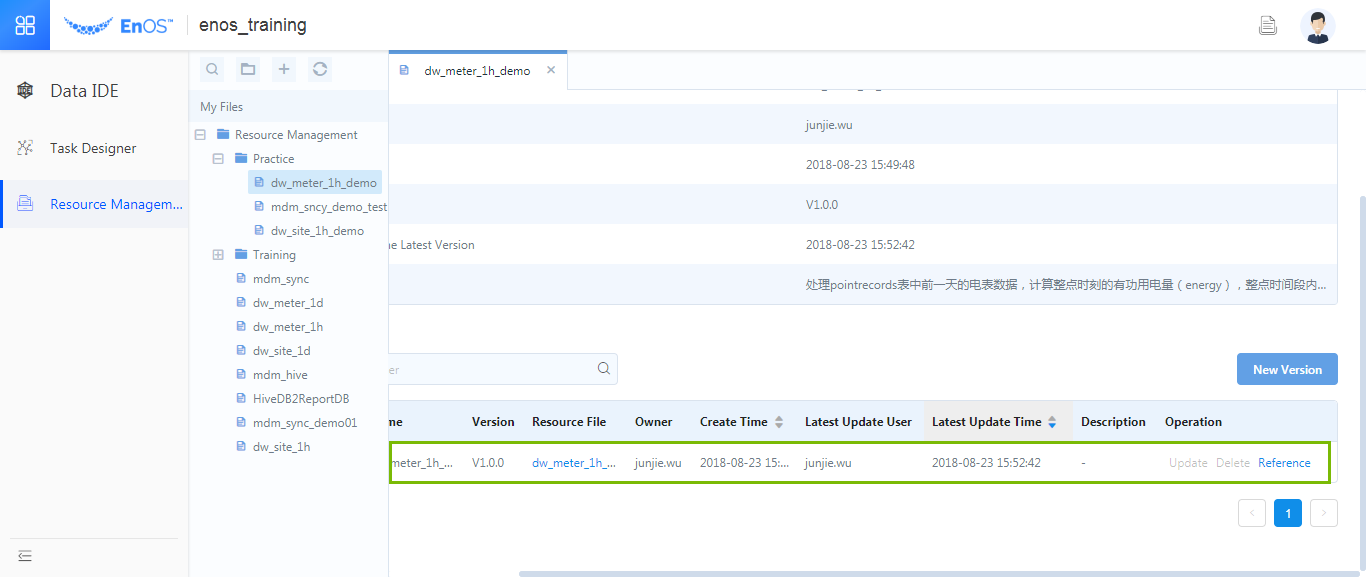 EnOS™ enos_training
Data IDE
Task Designer
Resource Managem...
My Files
Resource Management
Practice
dw_meter_1h_demo
mdm_sncy_demo_test
dw_site_1h_demo
Training
mdm_sync
dw_meter_1d
dw_meter_1h
dw_site_1d
mdm_hive
HiveDB2ReportDB
mdm_sync_demo01
dw_site_1h
dw_meter_1h_demo
junjie.wu
2018-08-23 15:49:48
V1.0.0
Latest Version 2018-08-23 15:52:42
处理pointrecords表中前一天的电表数据，计算整点时刻的有功用电量（energy），整点时间段内...
New Version
Version Resource File Owner Create Time Latest Update User Latest Update Time Description Operation
meter_1h_... V1.0.0 dw_meter_1h_... junjie.wu 2018-08-23 15:... junjie.wu 2018-08-23 15:52:42 - Update Delete Reference
< 1 >